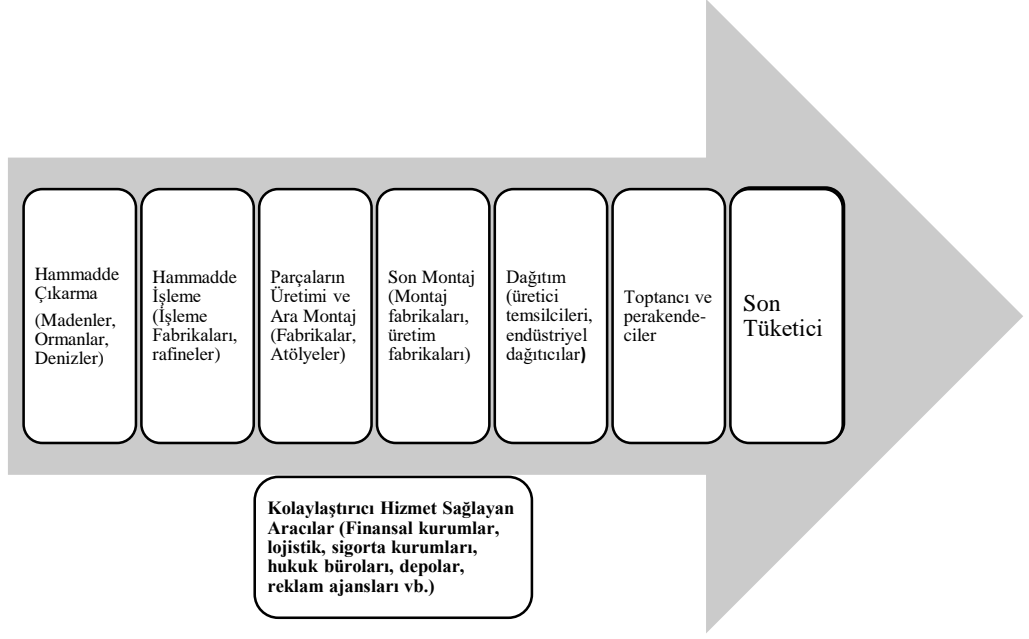 Hammadde
Çıkarma
(Madenler,
Ormanlar,
Denizler)
Hammadde
İşleme
(İşleme
Fabrikaları,
rafineler)
Parçaların
Üretimi ve
Ara Montaj
(Fabrikalar,
Atölyeler)
Son Montaj
(Montaj
fabrikaları,
üretim
fabrikaları)
Dağıtım
(üretici
temsilcileri,
endüstriyel
dağıtıcılar)
Toptancı ve
perakende-
ciler
Son
Tüketici
Kolaylaştırıcı Hizmet Sağlayan
Aracılar (Finansal kurumlar,
lojistik, sigorta kurumları,
hukuk büroları, depolar,
reklam ajansları vb.)